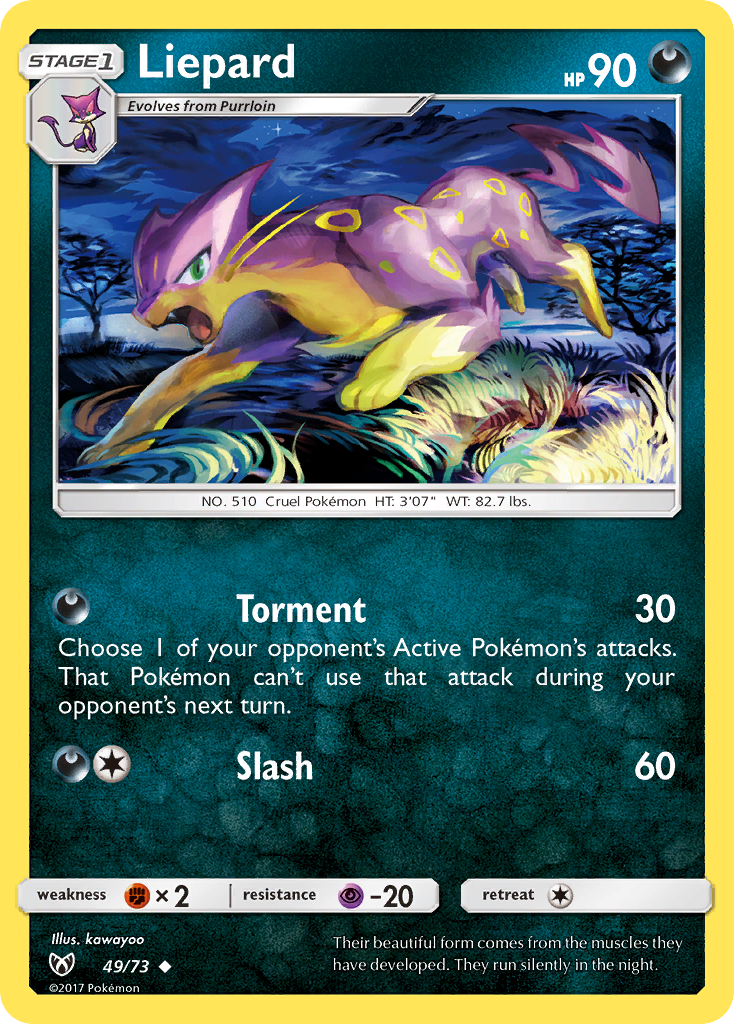 STAGE1
Liepard
HP90
Evolves from Purrloin
NO. 510 Cruel Pokémon HT: 3'07" WT: 82.7 lbs.
Torment 30
Choose 1 of your opponent's Active Pokémon's attacks.
That Pokémon can't use that attack during your
opponent's next turn.
Slash 60
weakness ×2 resistance -20 retreat
Illus. kawayoo
49/73
©2017 Pokémon
Their beautiful form comes from the muscles they
have developed. They run silently in the night.